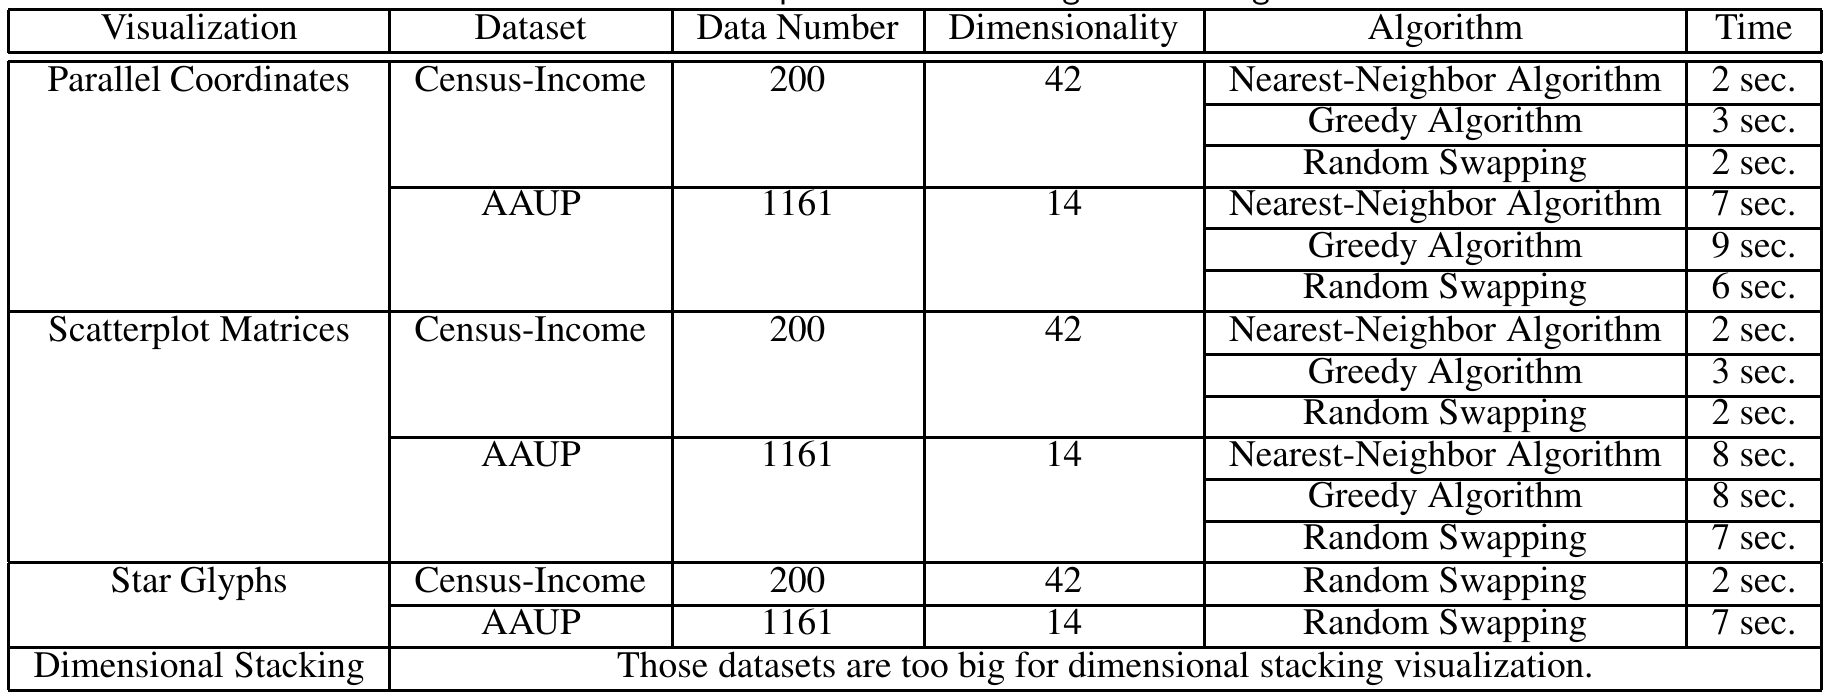 Visualization Dataset Data Number Dimensionality Algorithm Time
Parallel Coordinates Census-Income 200 42 Nearest-Neighbor Algorithm 2 sec.
Greedy Algorithm 3 sec.
Random Swapping 2 sec.
AAUP 1161 14 Nearest-Neighbor Algorithm 7 sec.
Greedy Algorithm 9 sec.
Random Swapping 6 sec.
Scatterplot Matrices Census-Income 200 42 Nearest-Neighbor Algorithm 2 sec.
Greedy Algorithm 3 sec.
Random Swapping 2 sec.
AAUP 1161 14 Nearest-Neighbor Algorithm 8 sec.
Greedy Algorithm 8 sec.
Random Swapping 7 sec.
Star Glyphs Census-Income 200 42 Random Swapping 2 sec.
AAUP 1161 14 Random Swapping 7 sec.
Dimensional Stacking Those datasets are too big for dimensional stacking visualization.